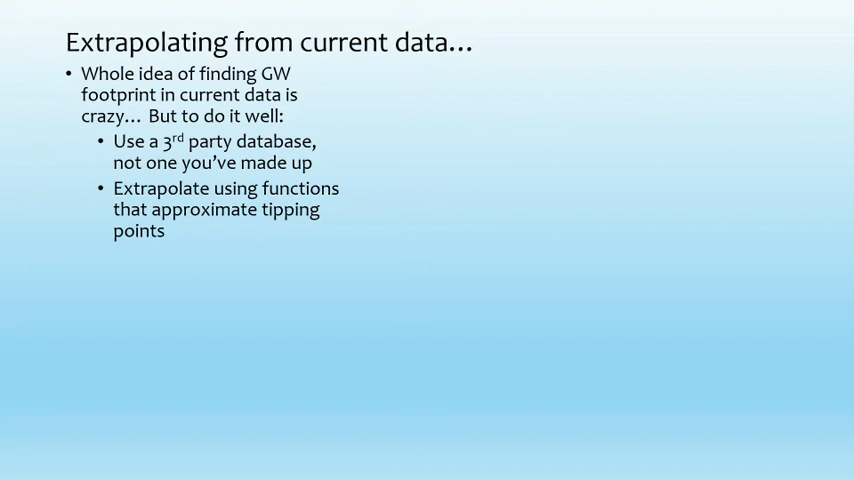 Extrapolating from current data…
• Whole idea of finding GW
footprint in current data is
crazy… But to do it well:
• Use a 3rd party database,
not one you’ve made up
• Extrapolate using functions
that approximate tipping
points